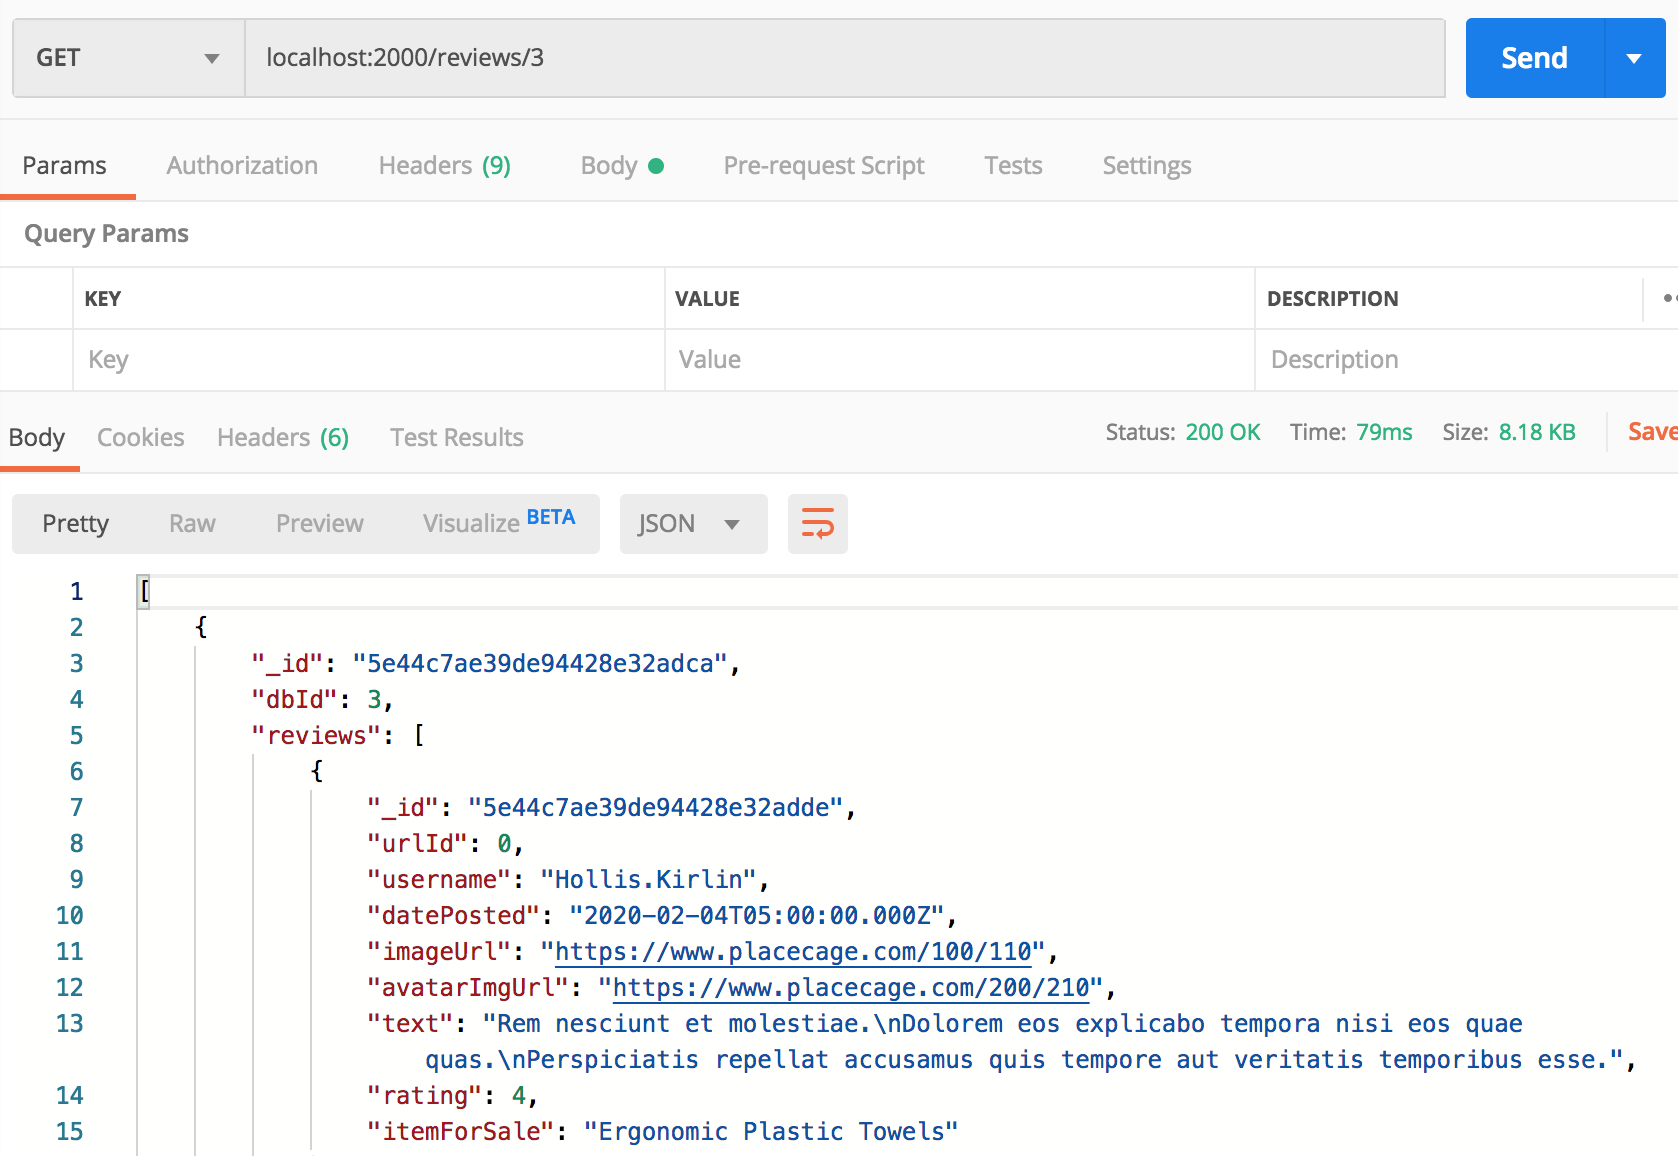 GET localhost:2000/reviews/3 Send
Params Authorization Headers (9) Body Pre-request Script Tests Settings
Query Params
KEY VALUE DESCRIPTION
Key Value Description
Body Cookies Headers (6) Test Results Status: 200 OK Time: 79ms Size: 8.18 KB Save
Pretty Raw Preview Visualize BETA JSON
1 [
2 {
3 "_id": "5e44c7ae39de94428e32adca",
4 "dbId": 3,
5 "reviews": [
6 {
7 "_id": "5e44c7ae39de94428e32adde",
8 "urlId": 0,
9 "username": "Hollis.Kirlin",
10 "datePosted": "2020-02-04T05:00:00.000Z",
11 "imageUrl": "https://www.placecage.com/100/110",
12 "avatarImgUrl": "https://www.placecage.com/200/210",
13 "text": "Rem nesciunt et molestiae.\nDolorem eos explicabo tempora nisi eos quae
quas.\nPerspiciatis repellat accusamus quis tempore aut veritatis temporibus esse.",
14 "rating": 4,
15 "itemForSale": "Ergonomic Plastic Towels"